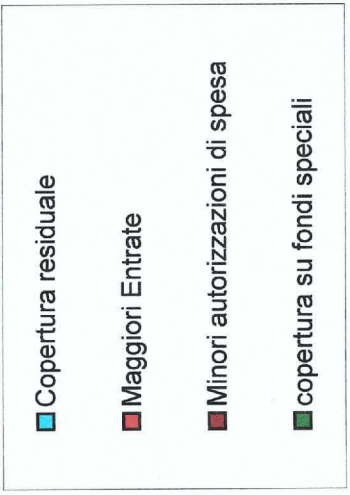 Copertura residuale
Maggiori Entrate
Minori autorizzazioni di spesa
copertura su fondi speciali